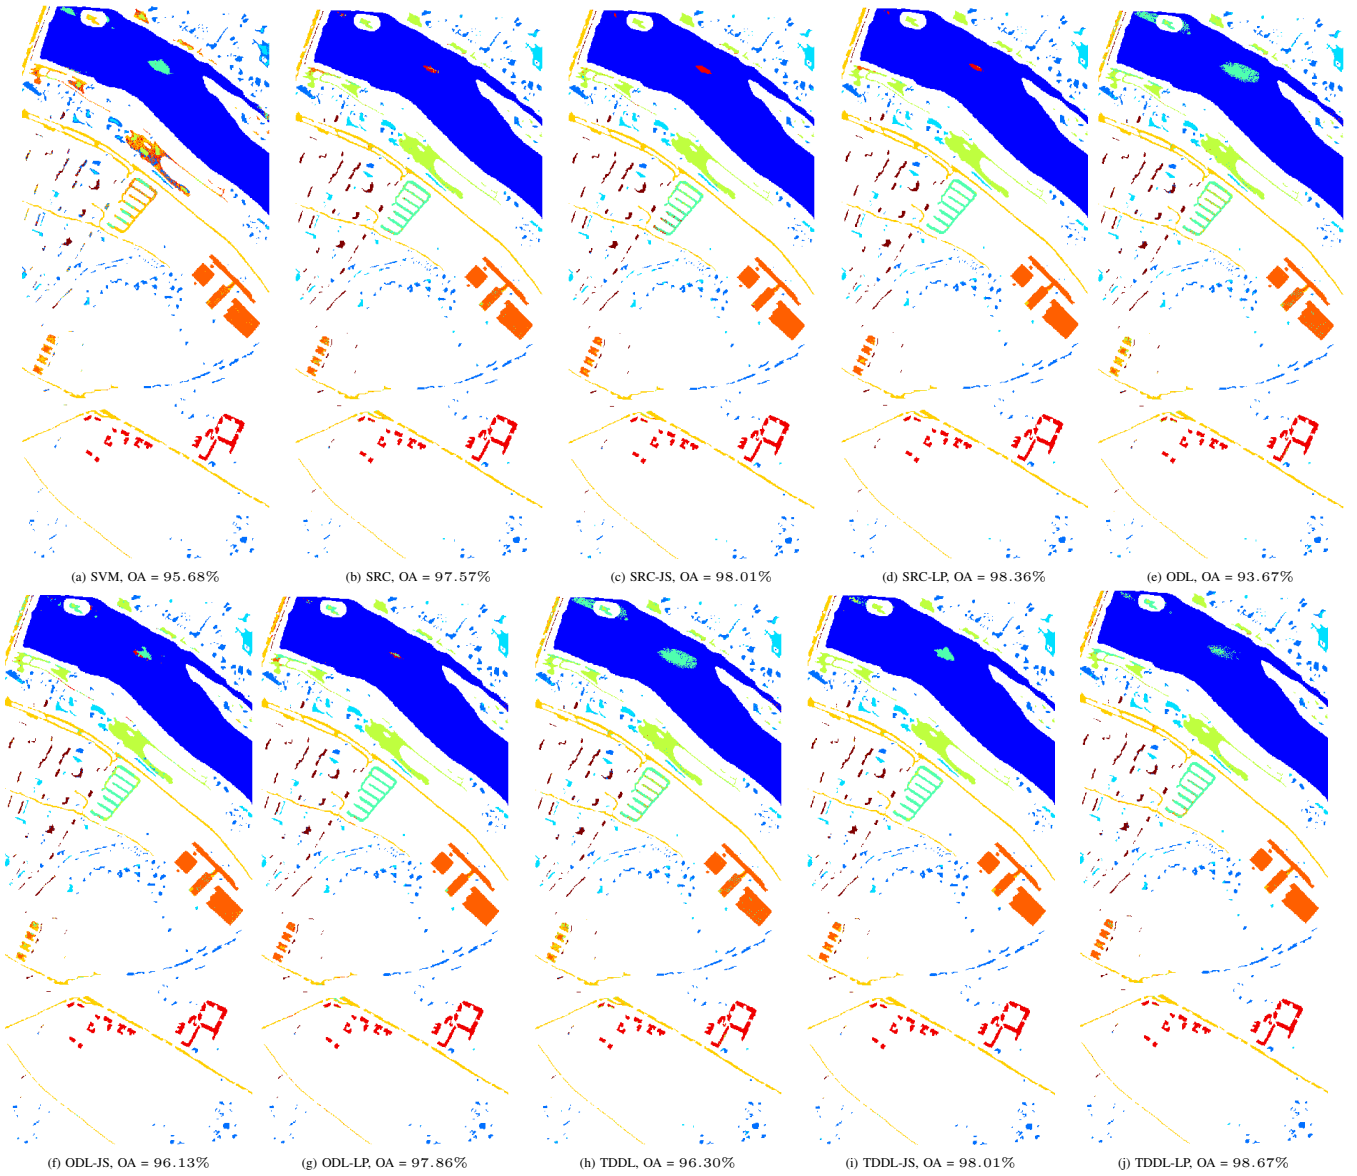 (a) SVM, OA = 95.68%
(b) SRC, OA = 97.57%
(c) SRC-JS, OA = 98.01%
(d) SRC-LP, OA = 98.36%
(e) ODL, OA = 93.67%
(f) ODL-JS, OA = 96.13%
(g) ODL-LP, OA = 97.86%
(h) TDDL, OA = 96.30%
(i) TDDL-JS, OA = 98.01%
(j) TDDL-LP, OA = 98.67%